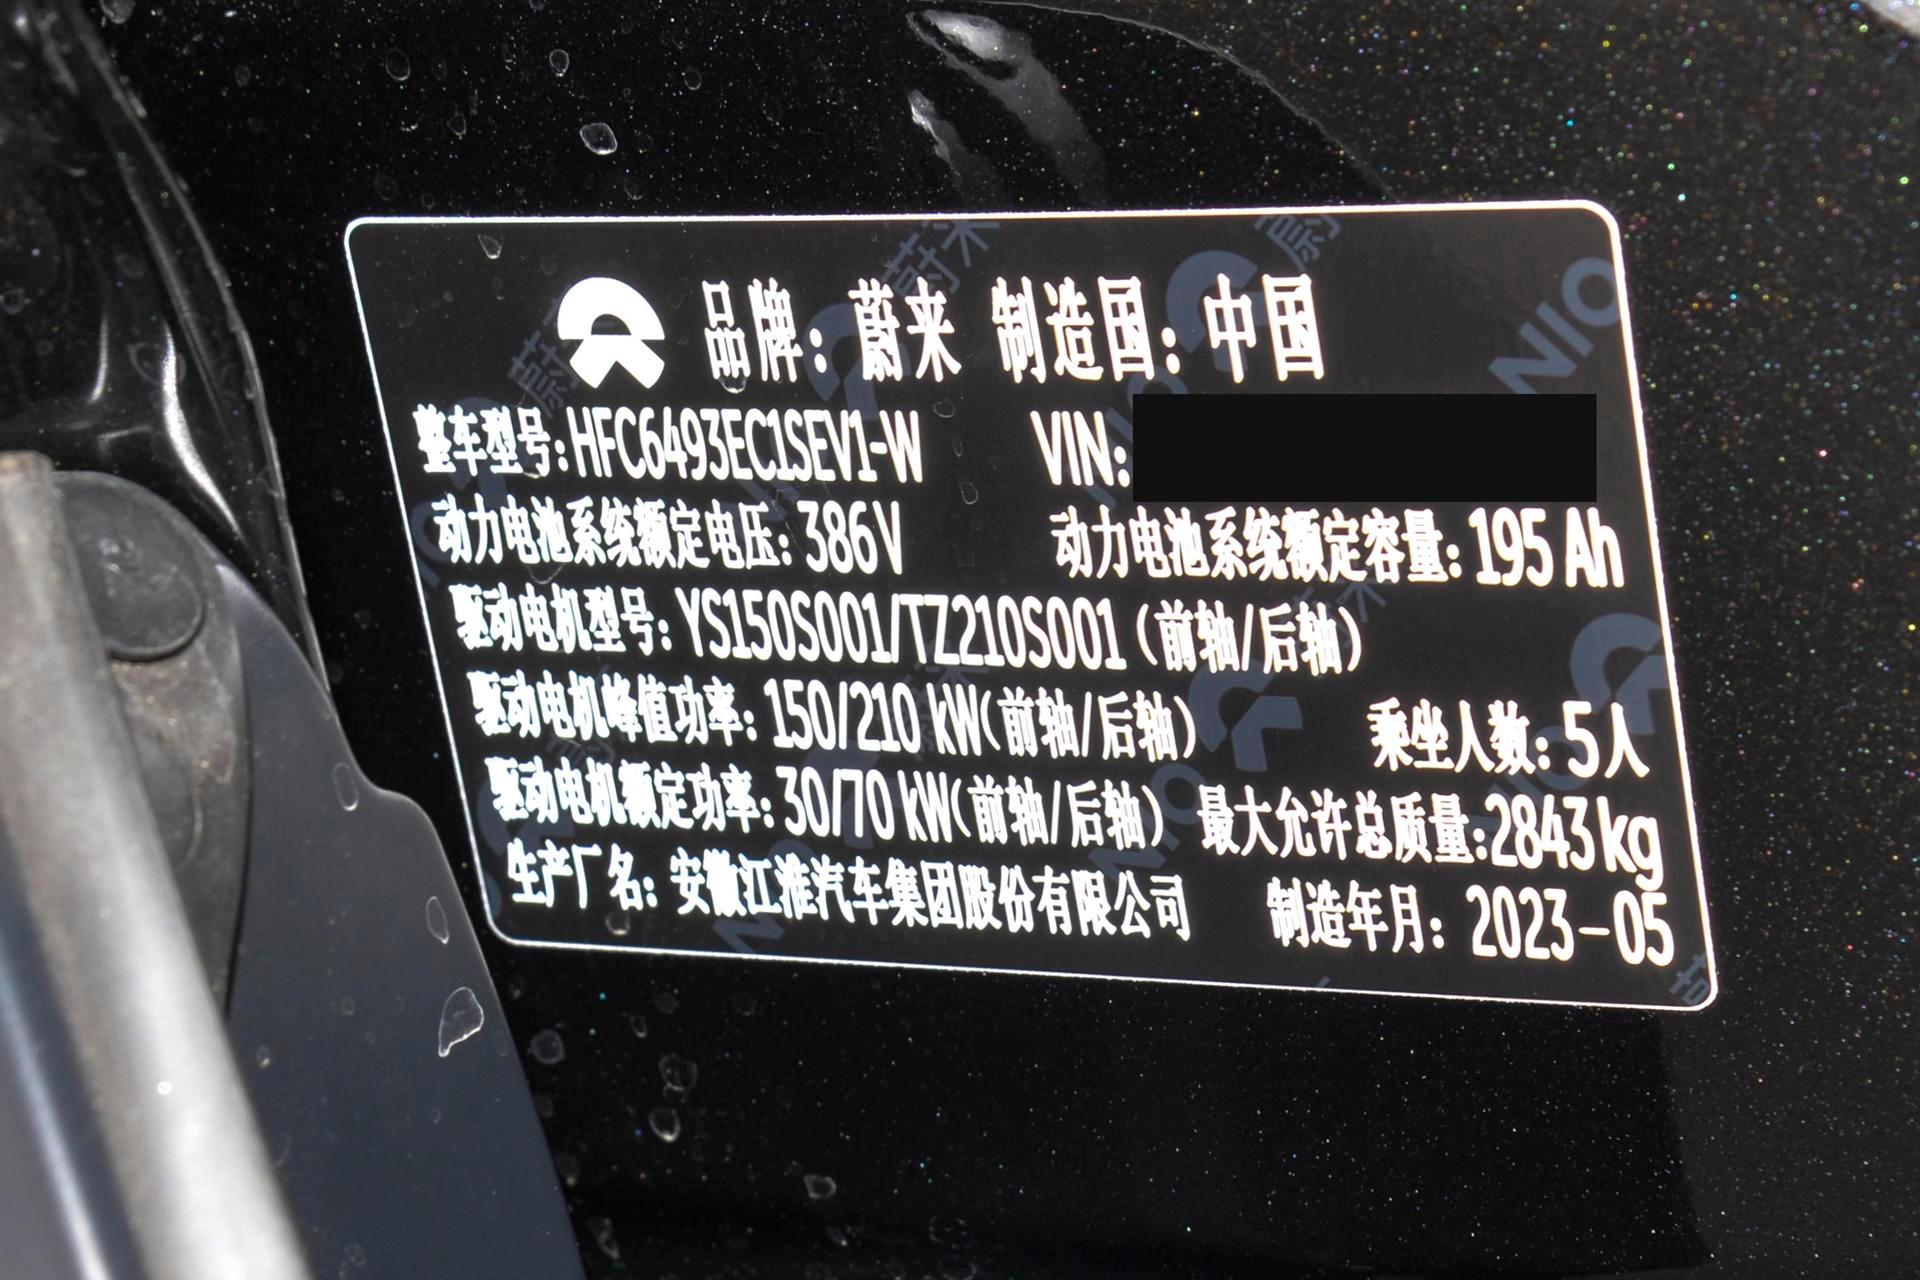 品牌：蔚来 制造国：中国
整车型号：HFC6493EC1SEV1-W VIN:
动力电池系统额定电压：386V 动力电池系统额定容量：195 Ah
驱动电机型号：YS150S001/TZ210S001（前轴/后轴）
驱动电机峰值功率：150/210 kW(前轴/后轴) 乘坐人数：5人
驱动电机额定功率：30/70 kW(前轴/后轴) 最大允许总质量：2843kg
生产厂名：安徽江淮汽车集团股份有限公司 制造年月：2023-05